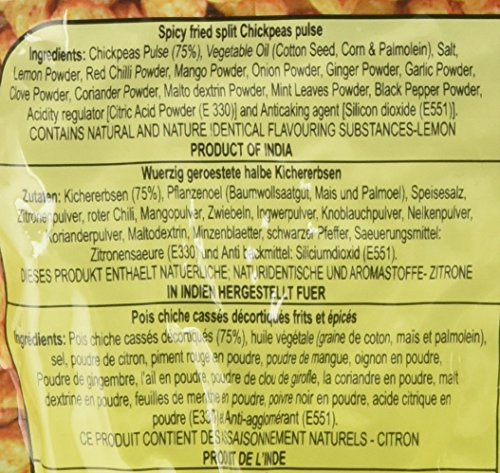 Spicy fried split Chickpeas pulse
Ingredients: Chickpeas Pulse (75%), Vegetable Oil (Cotton Seed, Corn & Palmolein), Salt,
Lemon Powder, Red Chilli Powder, Mango Powder, Onion Powder, Ginger Powder, Garlic Powder,
Clove Powder, Coriander Powder, Malto dextrin Powder, Mint Leaves Powder, Black Pepper Powder,
Acidity regulator [Citric Acid Powder (E 330)] and Anticaking agent [Silicon dioxide (E551)].
CONTAINS NATURAL AND NATURE IDENTICAL FLAVOURING SUBSTANCES-LEMON
PRODUCT OF INDIA
Wuerzig geroestete halbe Kichererbsen
Zutaten: Kichererbsen (75%), Pflanzenoel (Baumwollsaatgut, Mais und Palmoel), Speisesalz,
Zitronenpulver, roter Chili, Mangopulver, Zwiebeln, Ingwerpulver, Knoblauchpulver, Nelkenpulver,
Korianderpulver, Maltodextrin, Minzenblaetter, schwarzer Pfeffer, Saeuerungsmittel:
Zitronensaeure (E330) und Anti backmittel: Siliciumdioxid (E551).
DIESES PRODUKT ENTHAELT NATUERLICHE; NATURIDENTISCHE UND AROMASTOFFE- ZITRONE
IN INDIEN HERGESTELLT FUER
Pois chiche cassés décortiqués frits et épicés
Ingrédients: Pois chiche cassés décortiqués (75%), huile végétale (graine de coton, maïs et palmolein),
sel, poudre de citron, piment rouge en poudre, poudre de mangue, oignon en poudre,
Poudre de gingembre, l'ail en poudre, poudre de clou de girofle, la coriandre en poudre, malt
dextrine en poudre, feuilles de menthe en poudre, poivre noir en poudre, acide citrique en
poudre (E330) et Anti-agglomérant (E551).
CE PRODUIT CONTIENT DES ASSAISONNEMENT NATURELS - CITRON
PRODIT DE L'INDE